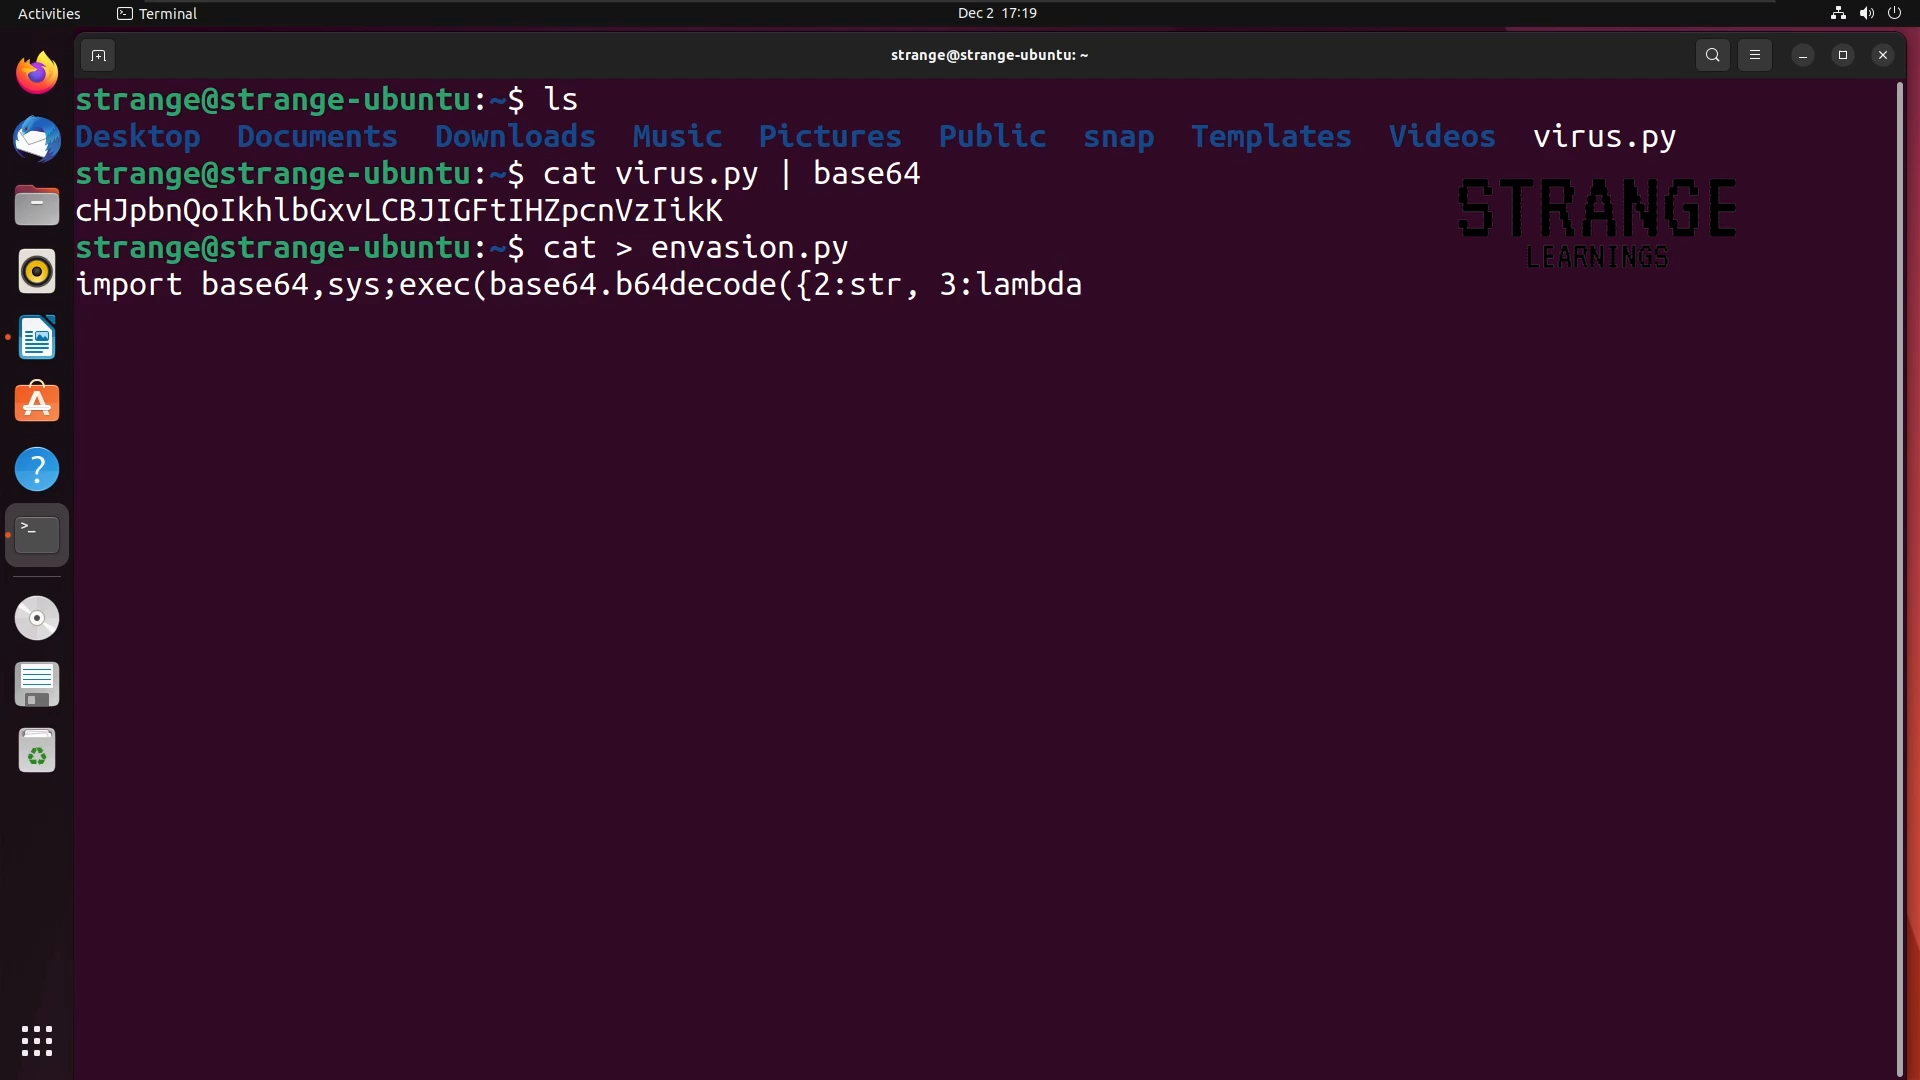 Activities Terminal Dec 2 17:19
strange@strange-ubuntu: ~
strange@strange-ubuntu:~$ ls
Desktop Documents Downloads Music Pictures Public snap Templates Videos virus.py
strange@strange-ubuntu:~$ cat virus.py | base64
cHJpbnQoIkhlbGxvLCBJIGFtIHZpcnVzIikK
strange@strange-ubuntu:~$ cat > envasion.py
import base64,sys;exec(base64.b64decode({2:str, 3:lambda
STRANGE
LEARNINGS